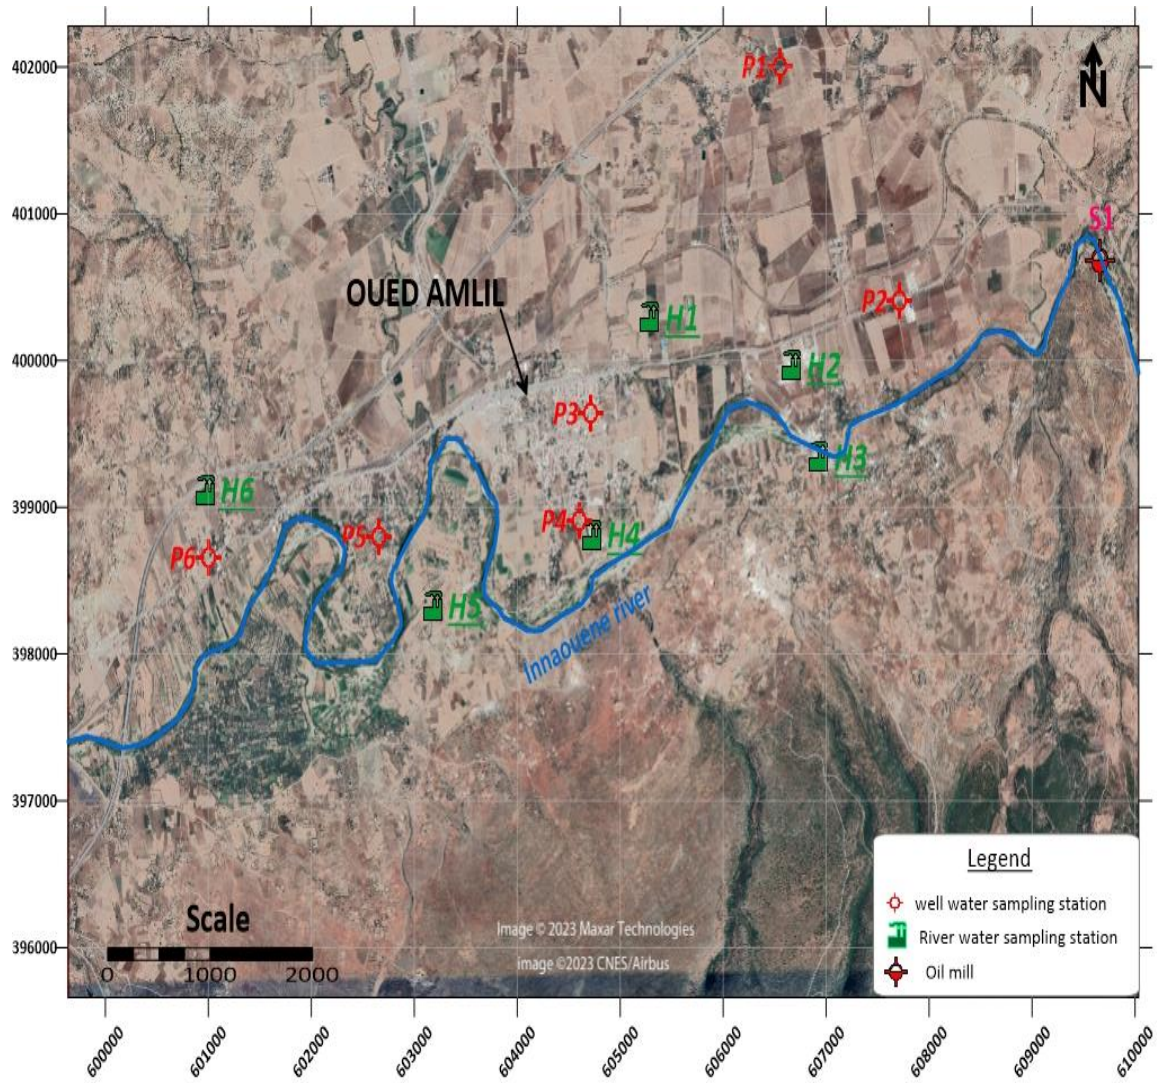 402000
P1
N
401000
S1
OUED AMLIL
P2
H1
400000
H2
P3
H3
H6
399000
P4
P5
H4
P6
H5
398000
Innaouene river
397000
Legend
well water sampling station
Scale
Image © 2023 Maxar Technologies
River water sampling station
396000
image ©2023 CNES/Airbus
Oil mill
0 1000 2000
600000 601000 602000 603000 604000 605000 606000 607000 608000 609000 610000